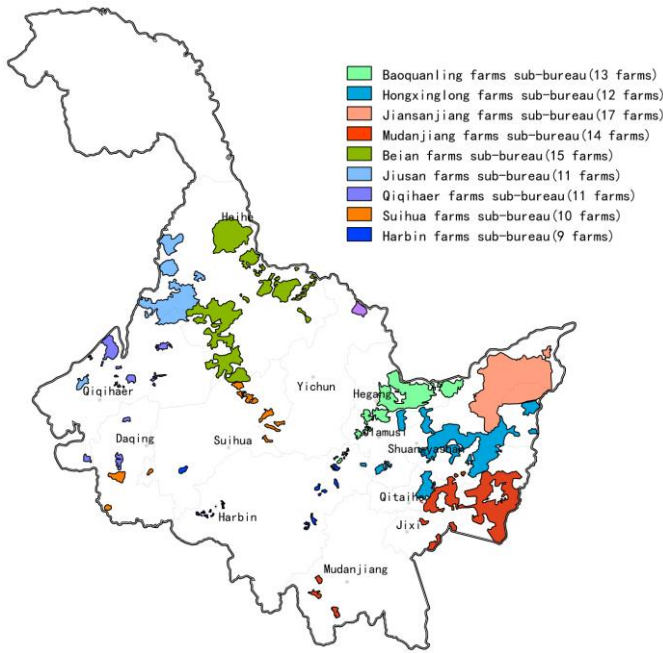 Baoquanling farms sub-bureau(13 farms)
Hongxinglong farms sub-bureau(12 farms)
Jiansanjiang farms sub-bureau(17 farms)
Mudanjiang farms sub-bureau(14 farms)
Beian farms sub-bureau(15 farms)
Jiusan farms sub-bureau(11 farms)
Qiqihaer farms sub-bureau(11 farms)
Suihua farms sub-bureau(10 farms)
Harbin farms sub-bureau(9 farms)
Heihe
Yichun
Hegang
Qiqihaer
Jiamusi
Daqing
Suihua
Shuangyashan
Qitaihe
Harbin
Jixi
Mudanjiang